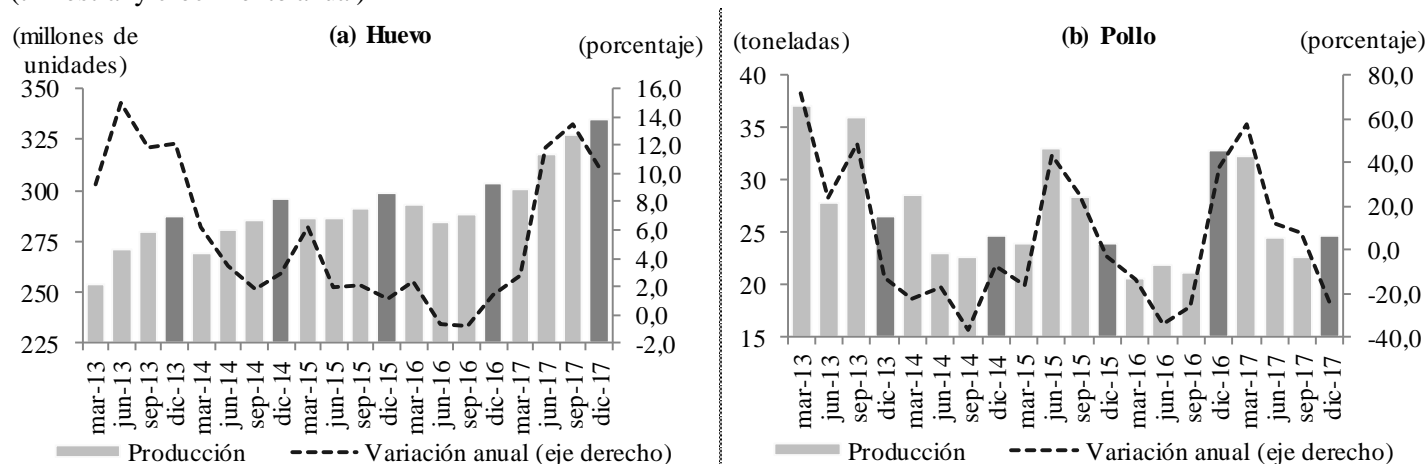 (millones de
unidades)
(a) Huevo
(porcentaje)
350
325
300
275
250
225
16,0
14,0
12,0
10,0
8,0
6,0
4,0
2,0
0,0
-2,0
mar-13
jun-13
sep-13
dic-13
mar-14
jun-14
sep-14
dic-14
mar-15
jun-15
sep-15
dic-15
mar-16
jun-16
sep-16
dic-16
mar-17
jun-17
sep-17
dic-17
Producción
Variación anual (eje derecho)
(toneladas)
(b) Pollo
(porcentaje)
40
35
30
25
20
15
80,0
60,0
40,0
20,0
0,0
-20,0
-40,0
mar-13
jun-13
sep-13
dic-13
mar-14
jun-14
sep-14
dic-14
mar-15
jun-15
sep-15
dic-15
mar-16
jun-16
sep-16
dic-16
mar-17
jun-17
sep-17
dic-17
Producción
Variación anual (eje derecho)